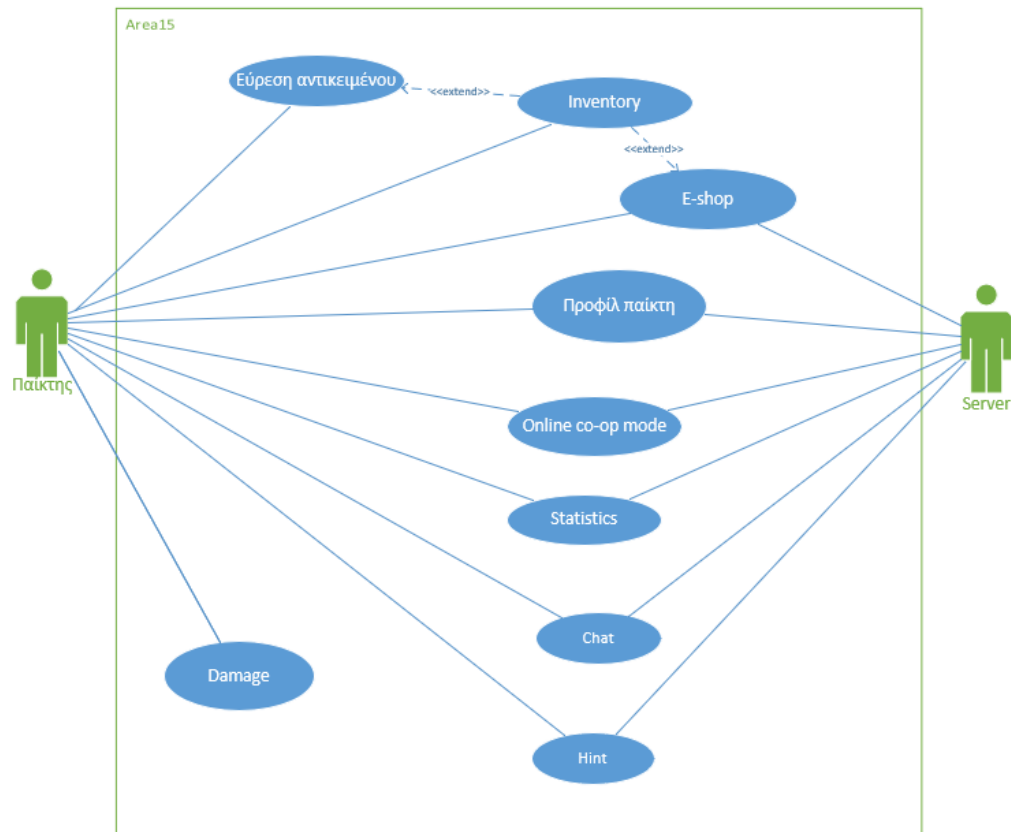 Area15
Εύρεση αντικειμένου
<<extend>>
Inventory
<<extend>>
E-shop
Προφίλ παίκτη
Παίκτης
Server
Online co-op mode
Statistics
Chat
Damage
Hint